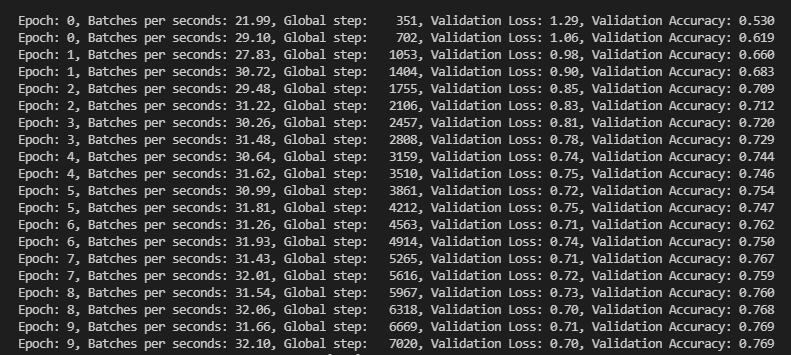 Epoch: 0, Batches per seconds: 21.99, Global step:    351, Validation Loss: 1.29, Validation Accuracy: 0.530
Epoch: 0, Batches per seconds: 29.10, Global step:    702, Validation Loss: 1.06, Validation Accuracy: 0.619
Epoch: 1, Batches per seconds: 27.83, Global step:   1053, Validation Loss: 0.98, Validation Accuracy: 0.660
Epoch: 1, Batches per seconds: 30.72, Global step:   1404, Validation Loss: 0.90, Validation Accuracy: 0.683
Epoch: 2, Batches per seconds: 29.48, Global step:   1755, Validation Loss: 0.85, Validation Accuracy: 0.709
Epoch: 2, Batches per seconds: 31.22, Global step:   2106, Validation Loss: 0.83, Validation Accuracy: 0.712
Epoch: 3, Batches per seconds: 30.26, Global step:   2457, Validation Loss: 0.81, Validation Accuracy: 0.720
Epoch: 3, Batches per seconds: 31.48, Global step:   2808, Validation Loss: 0.78, Validation Accuracy: 0.729
Epoch: 4, Batches per seconds: 30.64, Global step:   3159, Validation Loss: 0.74, Validation Accuracy: 0.744
Epoch: 4, Batches per seconds: 31.62, Global step:   3510, Validation Loss: 0.75, Validation Accuracy: 0.746
Epoch: 5, Batches per seconds: 30.99, Global step:   3861, Validation Loss: 0.72, Validation Accuracy: 0.754
Epoch: 5, Batches per seconds: 31.81, Global step:   4212, Validation Loss: 0.75, Validation Accuracy: 0.747
Epoch: 6, Batches per seconds: 31.26, Global step:   4563, Validation Loss: 0.71, Validation Accuracy: 0.762
Epoch: 6, Batches per seconds: 31.93, Global step:   4914, Validation Loss: 0.74, Validation Accuracy: 0.750
Epoch: 7, Batches per seconds: 31.43, Global step:   5265, Validation Loss: 0.71, Validation Accuracy: 0.767
Epoch: 7, Batches per seconds: 32.01, Global step:   5616, Validation Loss: 0.72, Validation Accuracy: 0.759
Epoch: 8, Batches per seconds: 31.54, Global step:   5967, Validation Loss: 0.73, Validation Accuracy: 0.760
Epoch: 8, Batches per seconds: 32.06, Global step:   6318, Validation Loss: 0.70, Validation Accuracy: 0.768
Epoch: 9, Batches per seconds: 31.66, Global step:   6669, Validation Loss: 0.71, Validation Accuracy: 0.769
Epoch: 9, Batches per seconds: 32.10, Global step:   7020, Validation Loss: 0.70, Validation Accuracy: 0.769